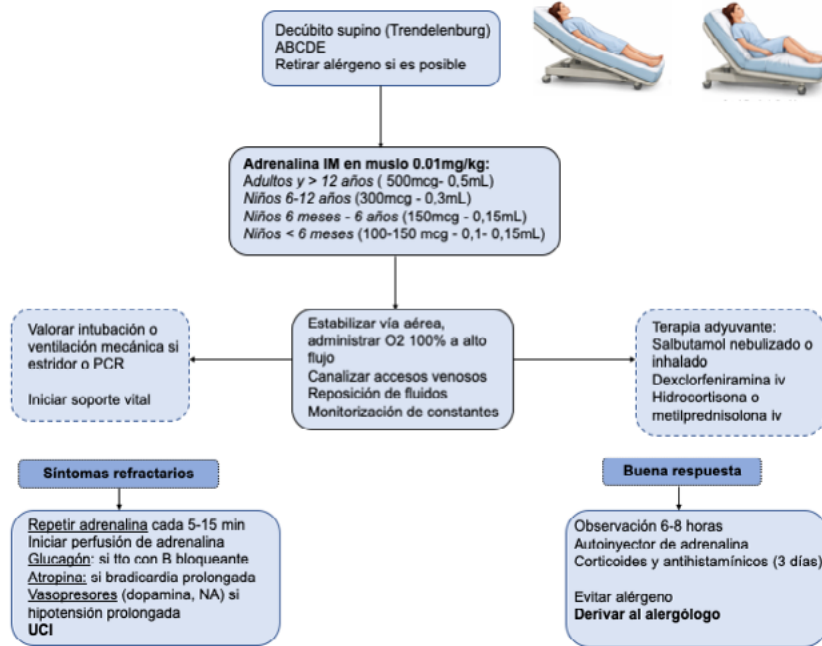 Decúbito supino (Trendelenburg)
ABCDE
Retirar alérgeno si es posible
Adrenalina IM en muslo 0.01mg/kg:
Adultos y > 12 años ( 500mcg- 0,5mL)
Niños 6-12 años (300mcg - 0,3mL)
Niños 6 meses - 6 años (150mcg - 0,15mL)
Niños < 6 meses (100-150 mcg - 0,1- 0,15mL)
Valorar intubación o
ventilación mecánica si
estridor o PCR
Iniciar soporte vital
Estabilizar vía aérea,
administrar O2 100% a alto
flujo
Canalizar accesos venosos
Reposición de fluidos
Monitorización de constantes
Terapia adyuvante:
Salbutamol nebulizado o
inhalado
Dexclorfeniramina iv
Hidrocortisona o
metilprednisolona iv
Síntomas refractarios
Repetir adrenalina cada 5-15 min
Iniciar perfusión de adrenalina
Glucagón: si tto con B bloqueante
Atropina: si bradicardia prolongada
Vasopresores (dopamina, NA) si
hipotensión prolongada
UCI
Buena respuesta
Observación 6-8 horas
Autoinyector de adrenalina
Corticoides y antihistamínicos (3 días)
Evitar alérgeno
Derivar al alergólogo